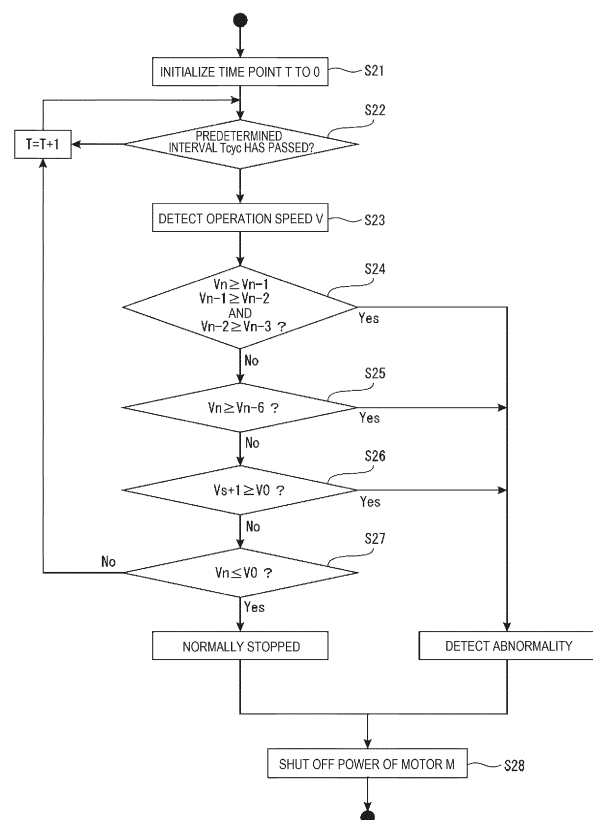 INITIALIZE TIME POINT T TO 0
S21
S22
T=T+1
PREDETERMINED
INTERVAL Tcyc HAS PASSED?
DETECT OPERATION SPEED V
S23
S24
Vn≥Vn-1
Vn-1≥Vn-2
AND
Vn-2≥Vn-3 ?
Yes
No
S25
Vn≥Vn-6 ?
Yes
No
S26
Vs+1≥V0 ?
Yes
No
S27
No
Vn≤V0 ?
Yes
NORMALLY STOPPED
DETECT ABNORMALITY
SHUT OFF POWER OF MOTOR M
S28